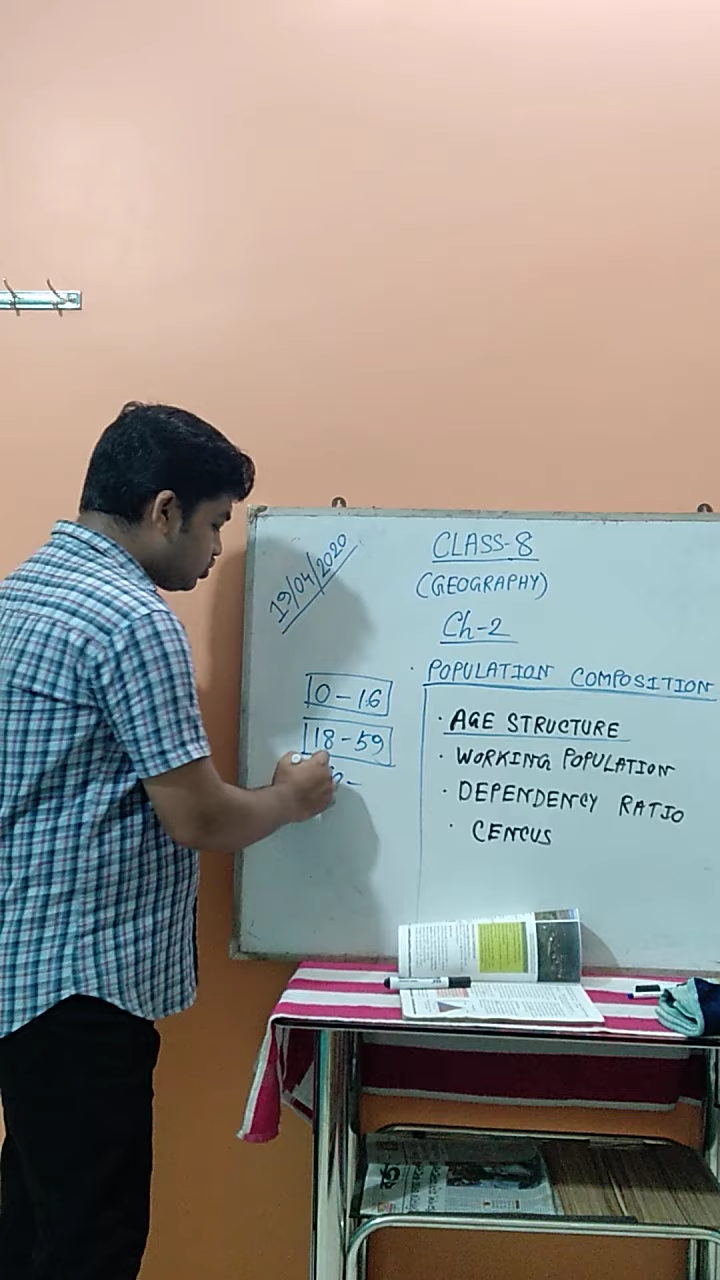 19/04/2020
CLASS-8
(GEOGRAPHY)
Ch-2
· POPULATION COMPOSITION
0-16
18-59
· AGE STRUCTURE
· WORKING POPULATION
· DEPENDENCY RATIO
· CENCUS